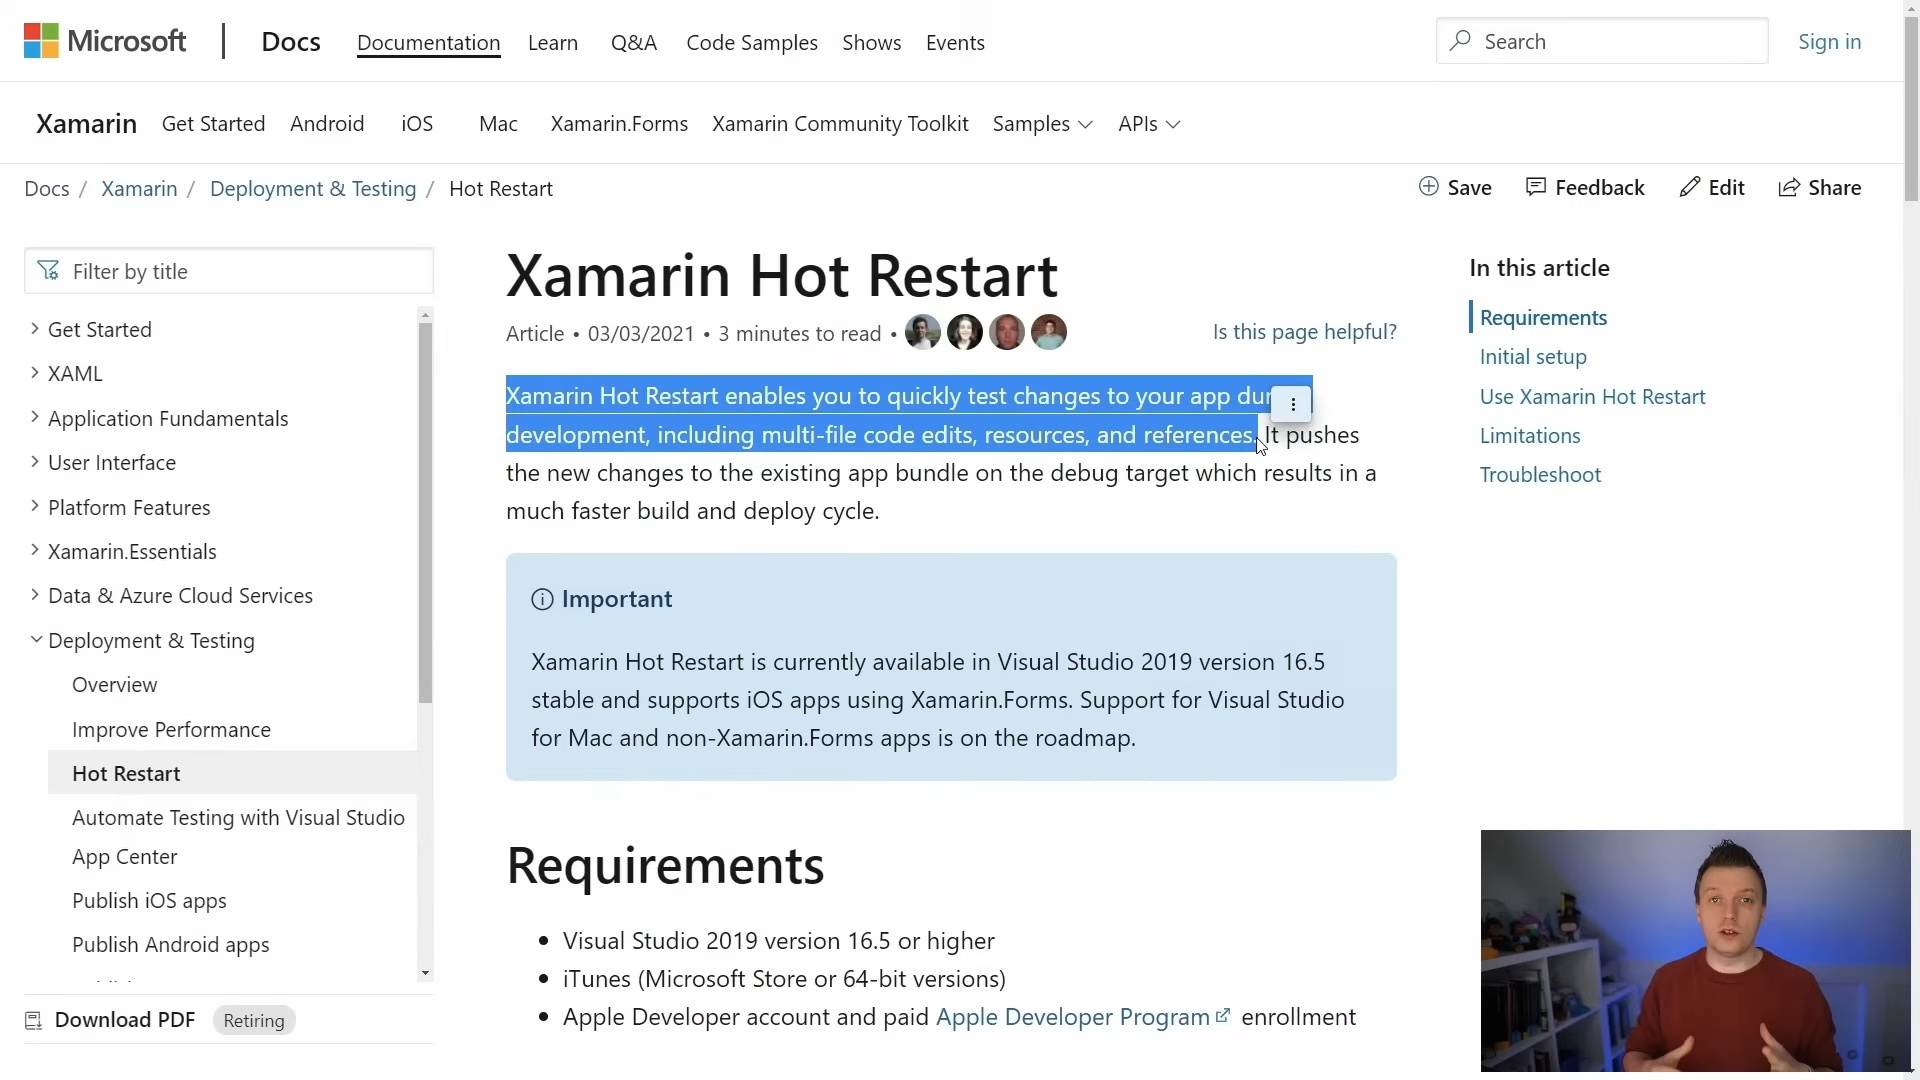 Microsoft
Docs
Documentation
Learn
Q&A
Code Samples
Shows
Events
Search
Sign in
Xamarin
Get Started
Android
iOS
Mac
Xamarin.Forms
Xamarin Community Toolkit
Samples
APIs
Docs / Xamarin / Deployment & Testing / Hot Restart
Save
Feedback
Edit
Share
Filter by title
Get Started
XAML
Application Fundamentals
User Interface
Platform Features
Xamarin.Essentials
Data & Azure Cloud Services
Deployment & Testing
Overview
Improve Performance
Hot Restart
Automate Testing with Visual Studio
App Center
Publish iOS apps
Publish Android apps
Download PDF
Retiring
Xamarin Hot Restart
Article • 03/03/2021 • 3 minutes to read •
Is this page helpful?
Xamarin Hot Restart enables you to quickly test changes to your app
development, including multi-file code edits, resources, and references. It pushes
the new changes to the existing app bundle on the debug target which results in a
much faster build and deploy cycle.
Important
Xamarin Hot Restart is currently available in Visual Studio 2019 version 16.5
stable and supports iOS apps using Xamarin.Forms. Support for Visual Studio
for Mac and non-Xamarin.Forms apps is on the roadmap.
Requirements
• Visual Studio 2019 version 16.5 or higher
• iTunes (Microsoft Store or 64-bit versions)
• Apple Developer account and paid Apple Developer Program enrollment
In this article
Requirements
Initial setup
Use Xamarin Hot Restart
Limitations
Troubleshoot